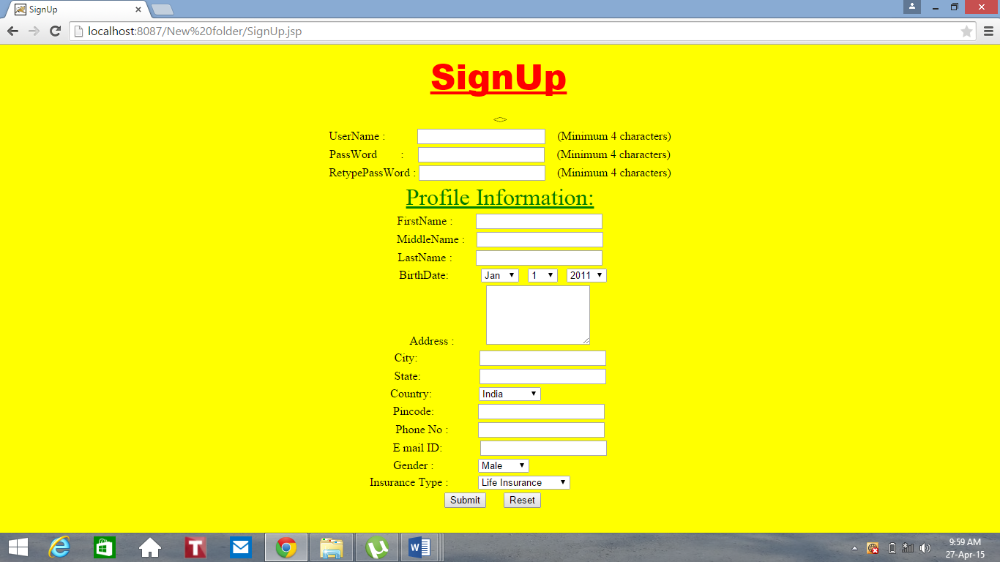 SignUp
localhost:8087/New%20folder/SignUp.jsp
SignUp
<>
UserName : (Minimum 4 characters)
PassWord : (Minimum 4 characters)
RetypePassWord : (Minimum 4 characters)
Profile Information:
FirstName :
MiddleName :
LastName :
BirthDate: Jan 1 2011
Address :
City:
State:
Country: India
Pincode:
Phone No :
E mail ID:
Gender : Male
Insurance Type : Life Insurance
Submit Reset
9:59 AM
27-Apr-15